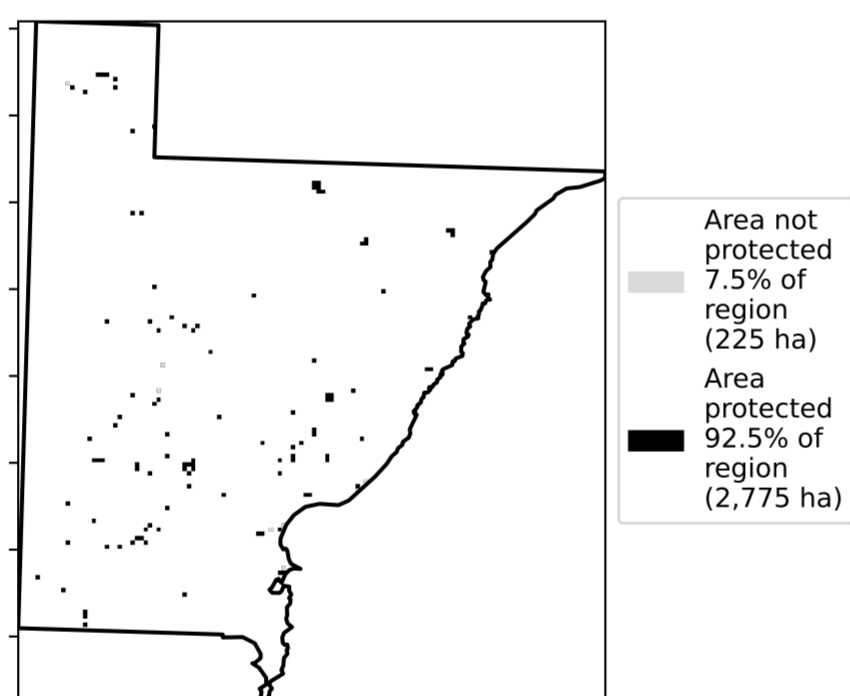 Area not
protected
7.5% of
region
(225 ha)
Area
protected
92.5% of
region
(2,775 ha)